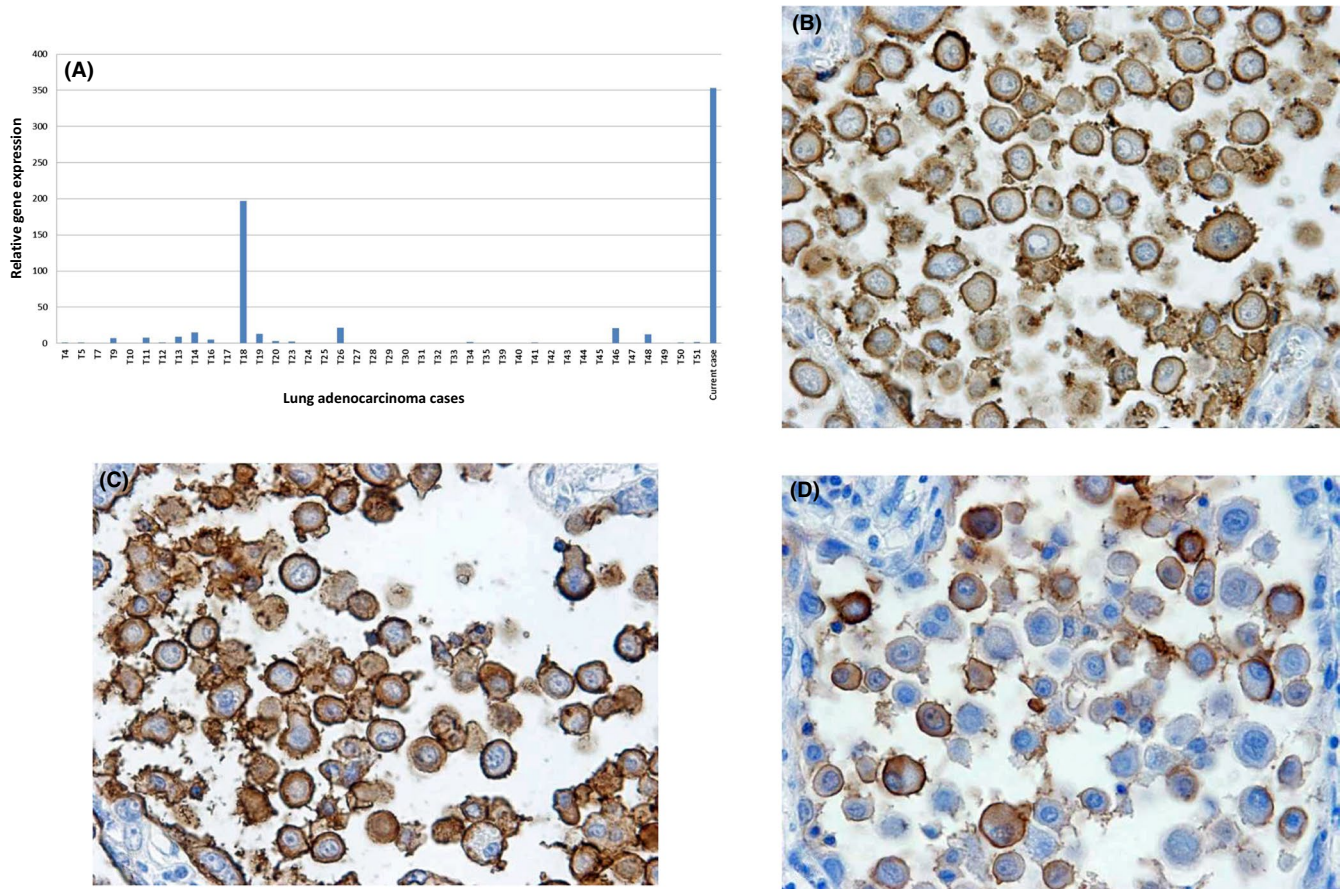 (A)
400
350
300
250
200
150
100
50
0
Relative gene expression
T4 T5 T7 T9 T10 T11 T12 T13 T14 T16 T17 T18 T19 T20 T23 T24 T25 T26 T27 T28 T29 T30 T31 T32 T33 T34 T35 T39 T40 T41 T42 T43 T44 T45 T46 T47 T48 T49 T50 T51 Current case
Lung adenocarcinoma cases
(B)
(C)
(D)